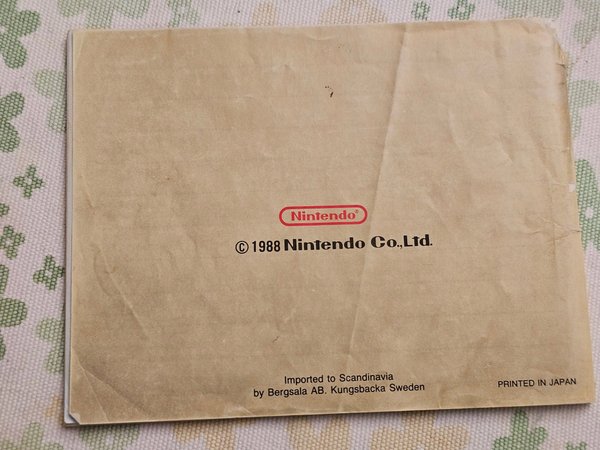 Nintendo®
© 1988 Nintendo Co.,Ltd.
Imported to Scandinavia
by Bergsala AB. Kungsbacka Sweden
PRINTED IN JAPAN